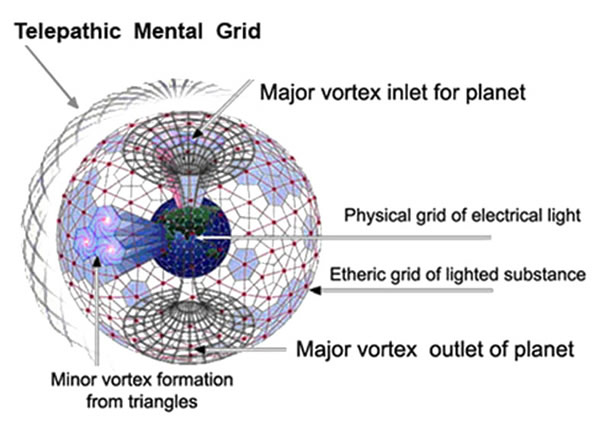 Telepathic Mental Grid
Major vortex inlet for planet
Physical grid of electrical light
Etheric grid of lighted substance
Major vortex outlet of planet
Minor vortex formation
from triangles